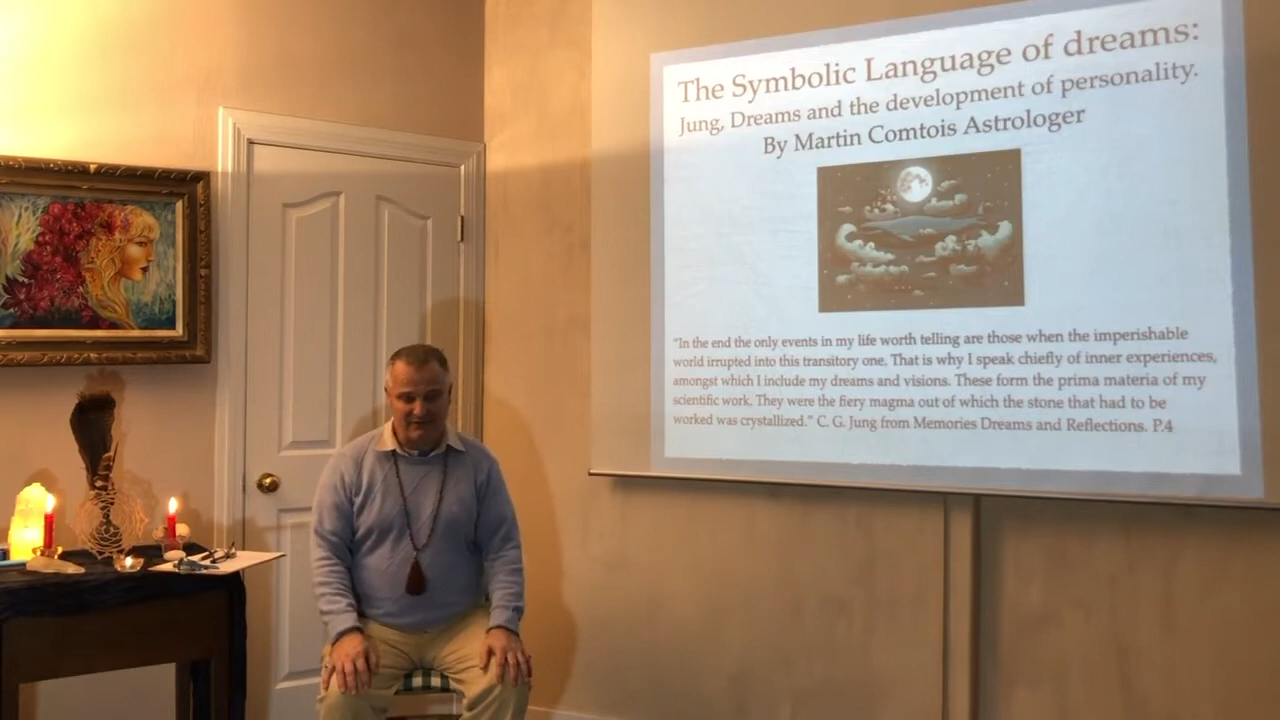 The Symbolic Language of dreams:
Jung, Dreams and the development of personality.
By Martin Comtois Astrologer
"In the end the only events in my life worth telling are those when the imperishable
world irrupted into this transitory one. That is why I speak chiefly of inner experiences,
amongst which I include my dreams and visions. These form the prima materia of my
scientific work. They were the fiery magma out of which the stone that had to be
worked was crystallized." C. G. Jung from Memories Dreams and Reflections. P.4